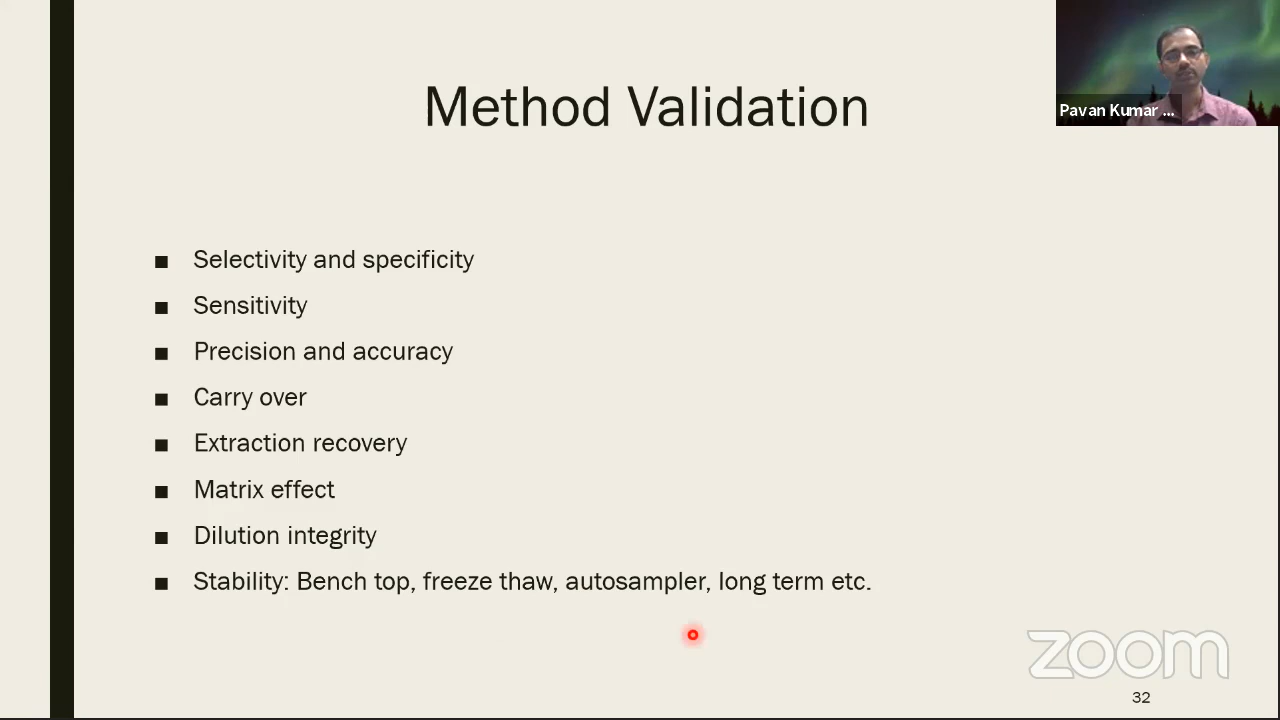 Method Validation
Pavan Kumar ...
■ Selectivity and specificity
■ Sensitivity
■ Precision and accuracy
■ Carry over
■ Extraction recovery
■ Matrix effect
■ Dilution integrity
■ Stability: Bench top, freeze thaw, autosampler, long term etc.
zoom
32